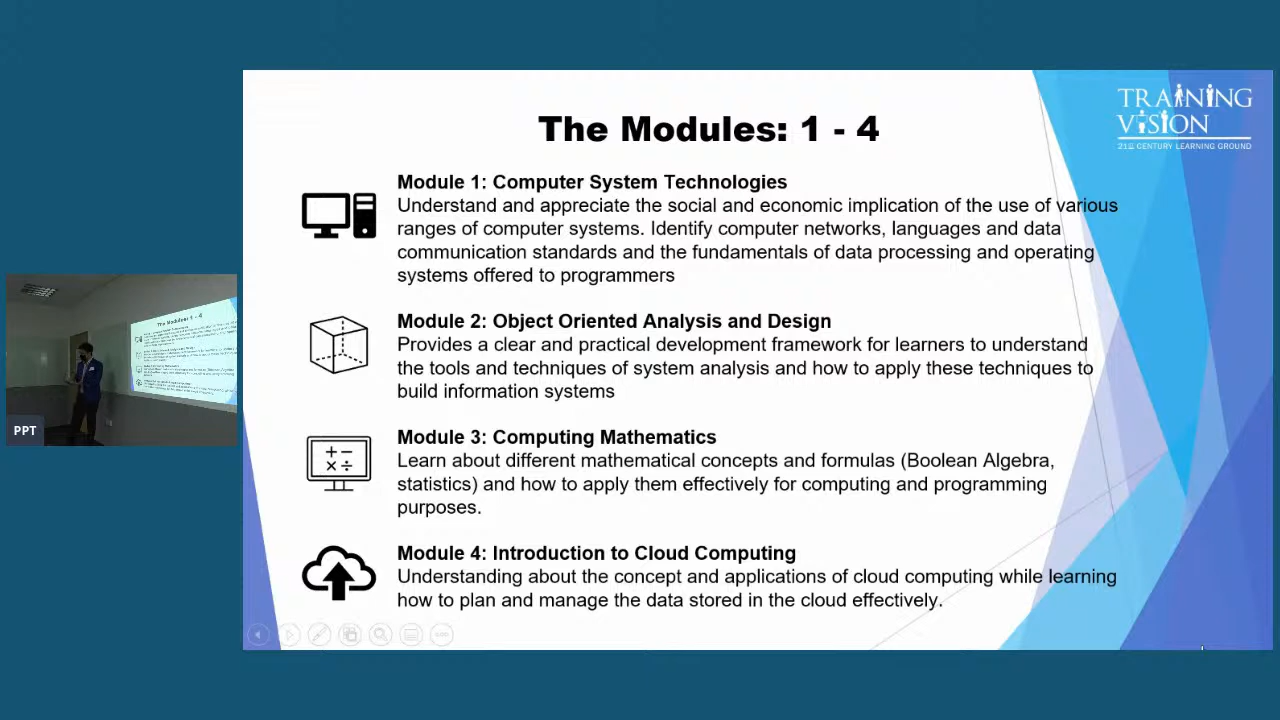 TRAINING
VISION
21ST CENTURY LEARNING GROUND
The Modules: 1 - 4
Module 1: Computer System Technologies
Understand and appreciate the social and economic implication of the use of various
ranges of computer systems. Identify computer networks, languages and data
communication standards and the fundamentals of data processing and operating
systems offered to programmers
Module 2: Object Oriented Analysis and Design
Provides a clear and practical development framework for learners to understand
the tools and techniques of system analysis and how to apply these techniques to
build information systems
Module 3: Computing Mathematics
Learn about different mathematical concepts and formulas (Boolean Algebra,
statistics) and how to apply them effectively for computing and programming
purposes.
Module 4: Introduction to Cloud Computing
Understanding about the concept and applications of cloud computing while learning
how to plan and manage the data stored in the cloud effectively.
The Modules: 1 - 4
PPT